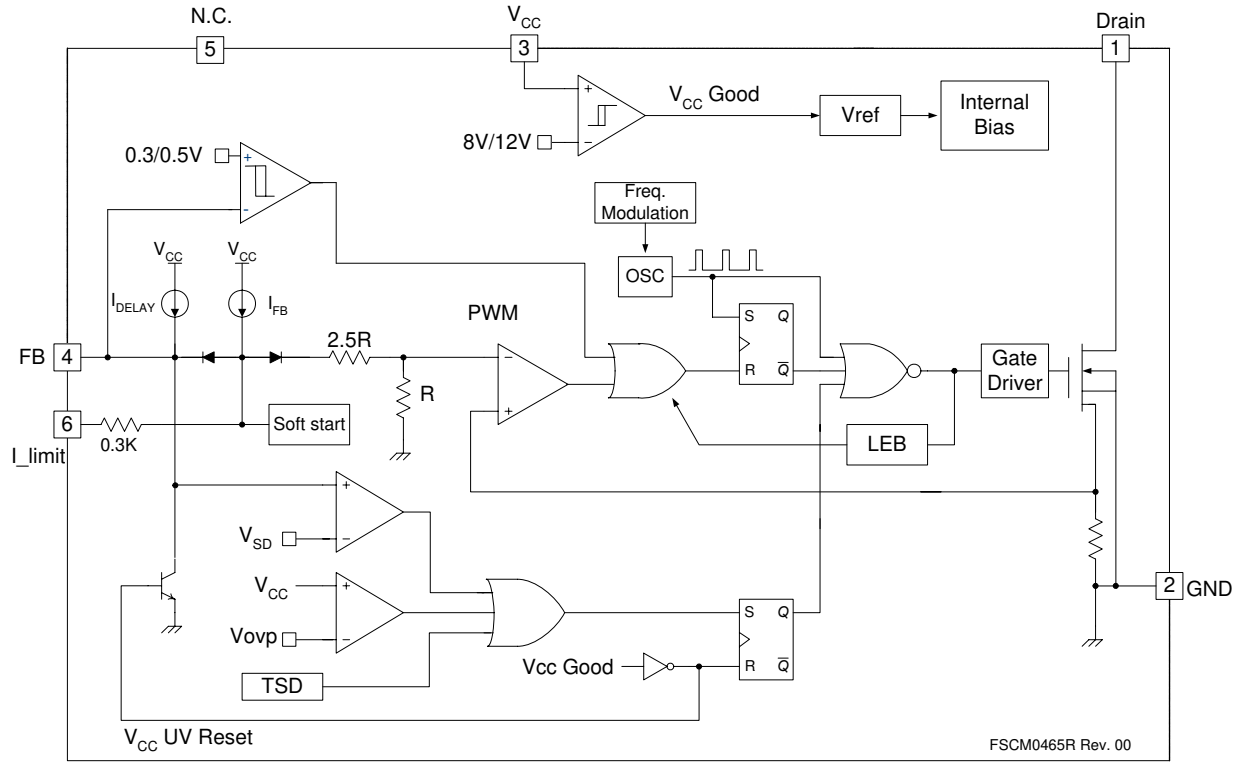 N.C.
5
V_CC
3
Drain
1
+
−
V_CC Good
8V/12V
Vref
Internal
Bias
0.3/0.5V
+
-
Freq.
Modulation
OSC
V_CC
V_CC
I_DELAY
I_FB
PWM
S Q
R Q̅
FB
4
2.5R
R
−
+
Gate
Driver
6
I_limit
0.3K
Soft start
LEB
+
−
V_SD
V_CC
+
Vovp
−
TSD
S Q
R Q̅
Vcc Good
2
GND
V_CC UV Reset
FSCM0465R Rev. 00